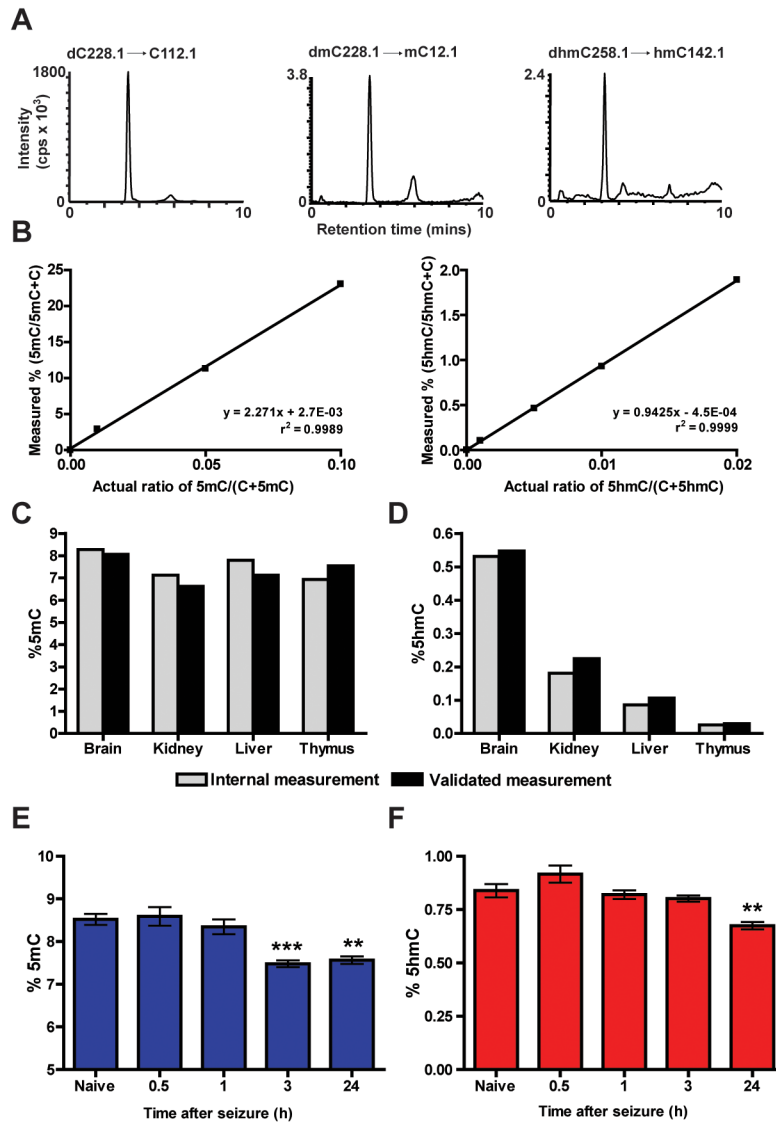 A
dC228.1→C112.1
dmC228.1→mC12.1
dhmC258.1→hmC142.1
Intensity
(cps x 10³)
1800
0
0
10
3.8
0
0
10
2.4
0
0
10
Retention time (mins)
B
Measured % (5mC/5mC+C)
25
20
15
10
5
0
0.00
0.05
0.10
y = 2.271x + 2.7E-03
r² = 0.9989
Actual ratio of 5mC/(C+5mC)
Measured % (5hmC/5hmC+C)
2.0
1.5
1.0
0.5
0.0
0.00
0.01
0.02
y = 0.9425x - 4.5E-04
r² = 0.9999
Actual ratio of 5hmC/(C+5hmC)
C
%5mC
9
8
7
6
5
4
3
2
1
0
Brain
Kidney
Liver
Thymus
D
%5hmC
0.6
0.5
0.4
0.3
0.2
0.1
0.0
Brain
Kidney
Liver
Thymus
Internal measurement
Validated measurement
E
% 5mC
10
9
8
7
6
5
***
**
Naive
0.5
1
3
24
Time after seizure (h)
F
% 5hmC
1.00
0.75
0.50
0.25
0.00
**
Naive
0.5
1
3
24
Time after seizure (h)